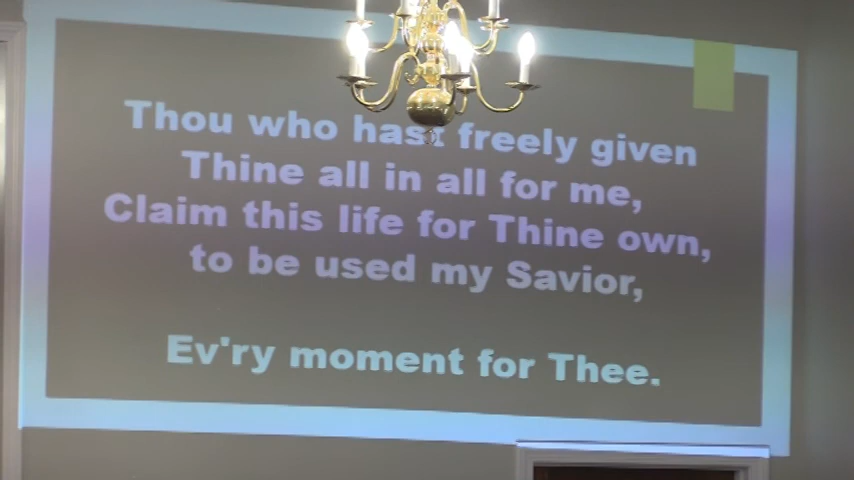 Thou who hast freely given
Thine all in all for me,
Claim this life for Thine own,
to be used my Savior,
Ev'ry moment for Thee.